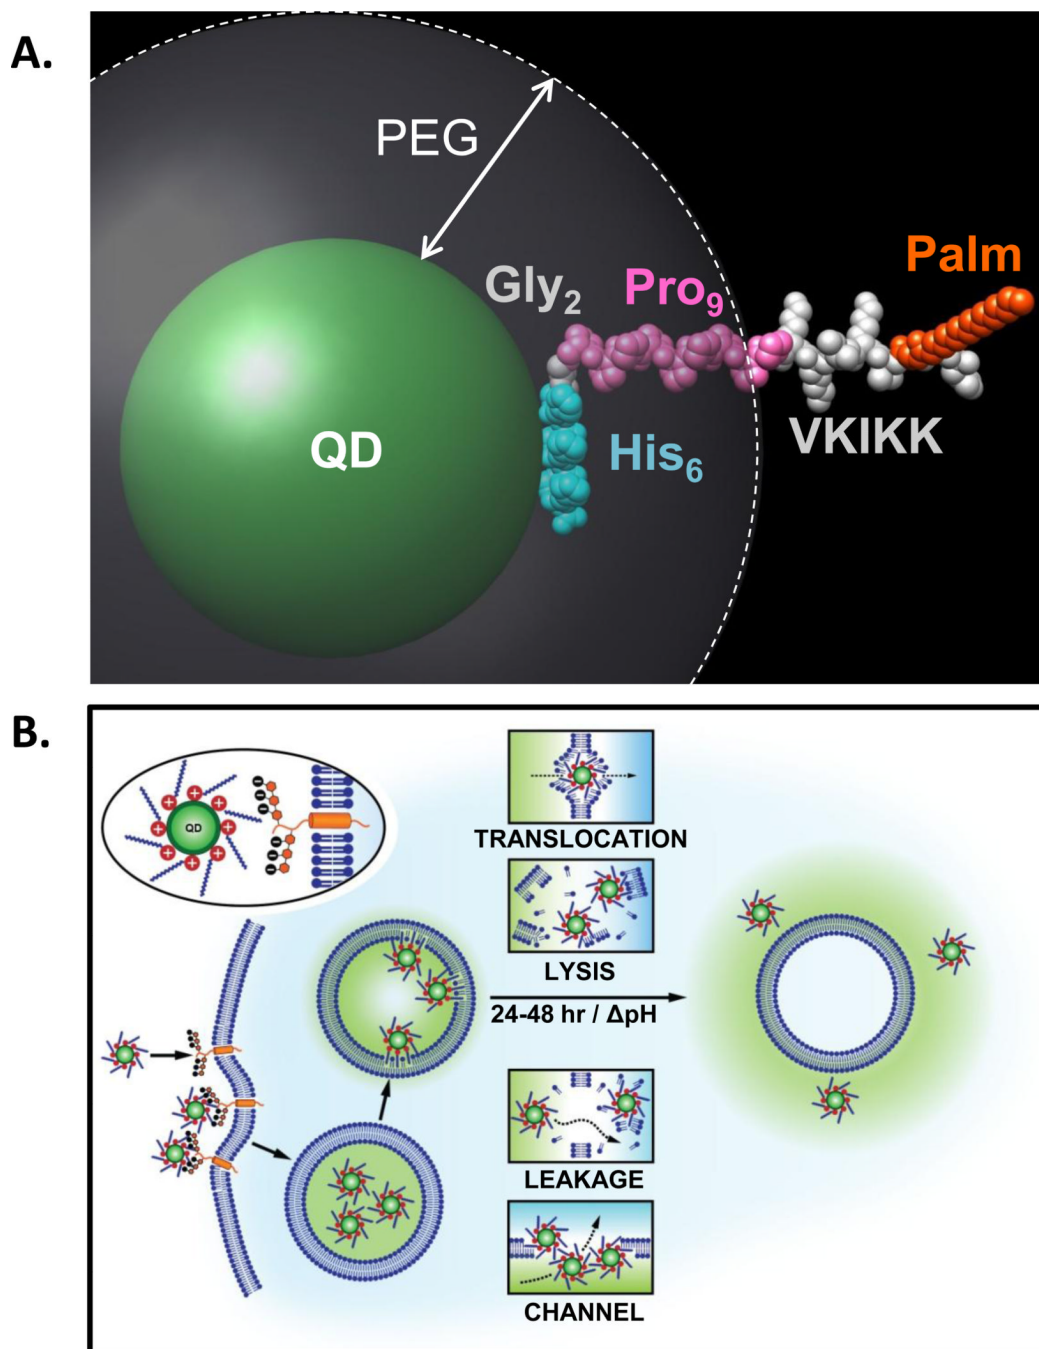 A.
PEG
Palm
Gly2
Pro9
QD
His6
VKIKK
B.
QD
TRANSLOCATION
LYSIS
24-48 hr / ΔpH
LEAKAGE
CHANNEL